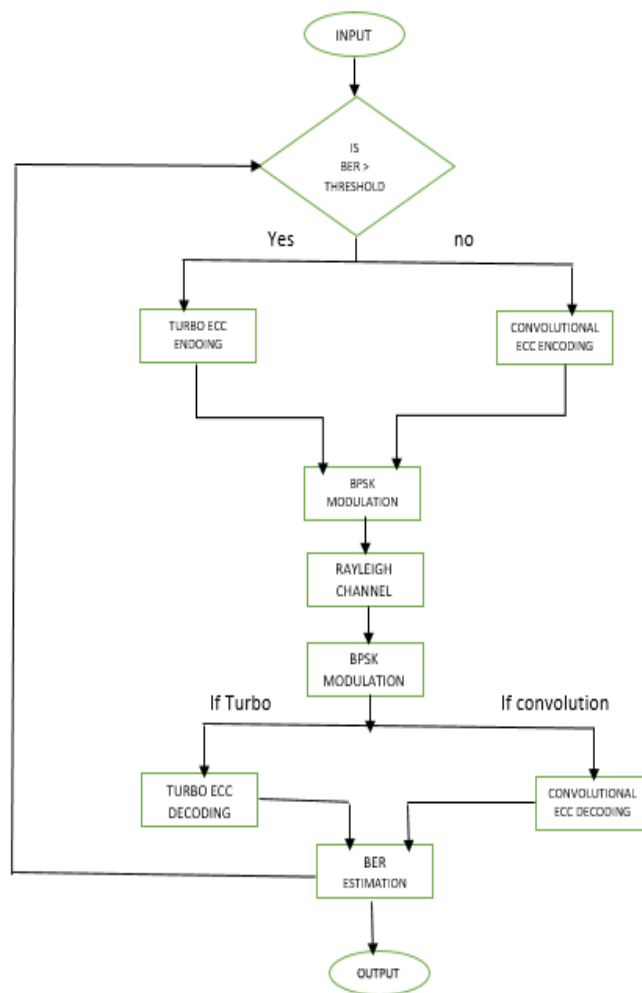 INPUT
IS
BER >
THRESHOLD
Yes
no
TURBO ECC
ENDOING
CONVOLUTIONAL
ECC ENCODING
BPSK
MODULATION
RAYLEIGH
CHANNEL
BPSK
MODULATION
If Turbo
If convolution
TURBO ECC
DECODING
CONVOLUTIONAL
ECC DECODING
BER
ESTIMATION
OUTPUT